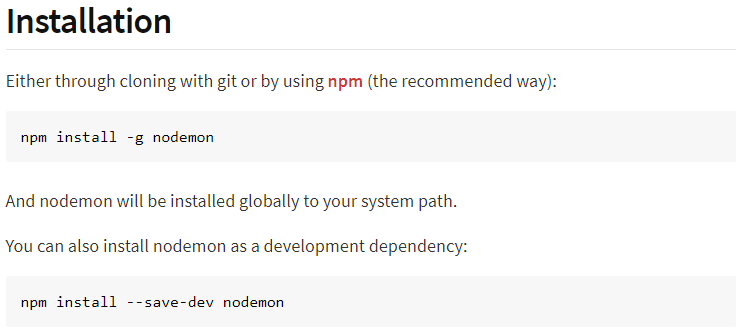 Installation
Either through cloning with git or by using npm (the recommended way):
npm install -g nodemon
And nodemon will be installed globally to your system path.
You can also install nodemon as a development dependency:
npm install --save-dev nodemon